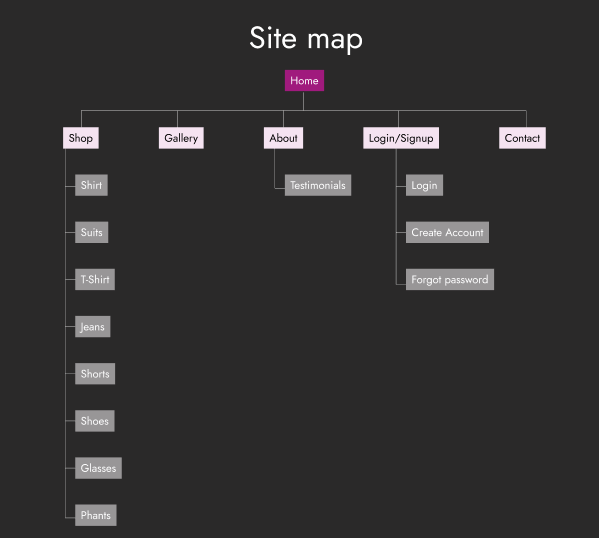 Site map
Home
Shop
Gallery
About
Login/Signup
Contact
Shirt
Testimonials
Login
Suits
Create Account
T-Shirt
Forgot password
Jeans
Shorts
Shoes
Glasses
Phants